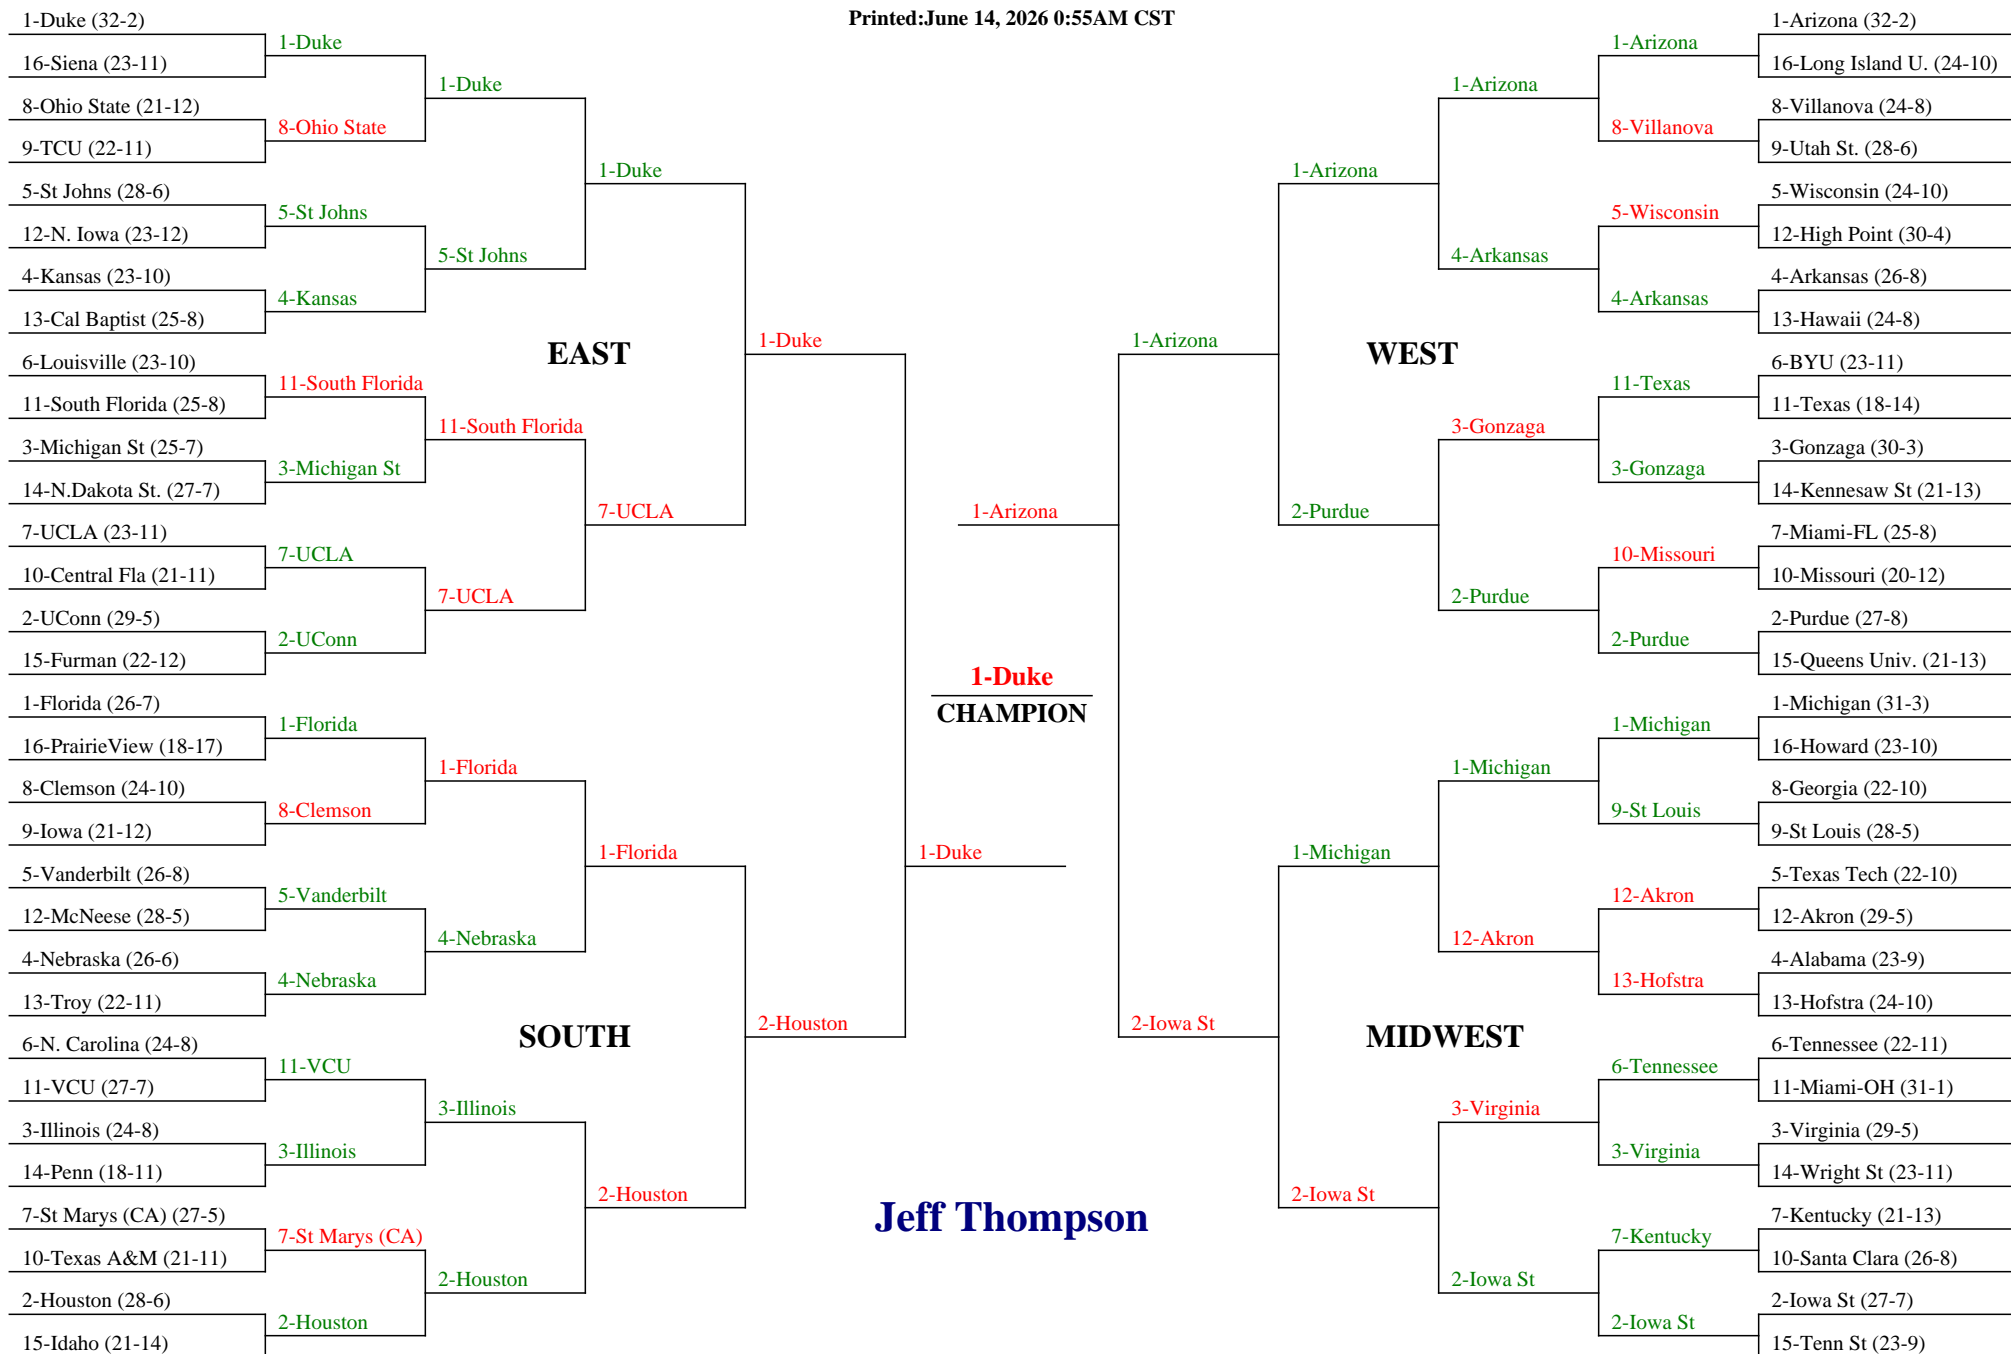 Printed:June 14, 2026 0:55AM CST
1-Duke (32-2)
16-Siena (23-11)
8-Ohio State (21-12)
9-TCU (22-11)
5-St Johns (28-6)
12-N. Iowa (23-12)
4-Kansas (23-10)
13-Cal Baptist (25-8)
6-Louisville (23-10)
11-South Florida (25-8)
3-Michigan St (25-7)
14-N.Dakota St. (27-7)
7-UCLA (23-11)
10-Central Fla (21-11)
2-UConn (29-5)
15-Furman (22-12)
1-Florida (26-7)
16-PrairieView (18-17)
8-Clemson (24-10)
9-Iowa (21-12)
5-Vanderbilt (26-8)
12-McNeese (28-5)
4-Nebraska (26-6)
13-Troy (22-11)
6-N. Carolina (24-8)
11-VCU (27-7)
3-Illinois (24-8)
14-Penn (18-11)
7-St Marys (CA) (27-5)
10-Texas A&M (21-11)
2-Houston (28-6)
15-Idaho (21-14)
1-Duke
8-Ohio State
5-St Johns
4-Kansas
11-South Florida
3-Michigan St
7-UCLA
2-UConn
1-Florida
8-Clemson
5-Vanderbilt
4-Nebraska
11-VCU
3-Illinois
7-St Marys (CA)
2-Houston
1-Duke
5-St Johns
11-South Florida
7-UCLA
1-Florida
4-Nebraska
3-Illinois
2-Houston
1-Duke
7-UCLA
1-Florida
2-Houston
EAST
SOUTH
1-Duke
2-Houston
1-Duke
1-Arizona
1-Duke
CHAMPION
Jeff Thompson
1-Arizona
2-Iowa St
WEST
MIDWEST
1-Arizona
2-Purdue
1-Michigan
2-Iowa St
1-Arizona
4-Arkansas
3-Gonzaga
2-Purdue
1-Michigan
12-Akron
3-Virginia
2-Iowa St
1-Arizona
8-Villanova
5-Wisconsin
4-Arkansas
11-Texas
3-Gonzaga
10-Missouri
2-Purdue
1-Michigan
9-St Louis
12-Akron
13-Hofstra
6-Tennessee
3-Virginia
7-Kentucky
2-Iowa St
1-Arizona (32-2)
16-Long Island U. (24-10)
8-Villanova (24-8)
9-Utah St. (28-6)
5-Wisconsin (24-10)
12-High Point (30-4)
4-Arkansas (26-8)
13-Hawaii (24-8)
6-BYU (23-11)
11-Texas (18-14)
3-Gonzaga (30-3)
14-Kennesaw St (21-13)
7-Miami-FL (25-8)
10-Missouri (20-12)
2-Purdue (27-8)
15-Queens Univ. (21-13)
1-Michigan (31-3)
16-Howard (23-10)
8-Georgia (22-10)
9-St Louis (28-5)
5-Texas Tech (22-10)
12-Akron (29-5)
4-Alabama (23-9)
13-Hofstra (24-10)
6-Tennessee (22-11)
11-Miami-OH (31-1)
3-Virginia (29-5)
14-Wright St (23-11)
7-Kentucky (21-13)
10-Santa Clara (26-8)
2-Iowa St (27-7)
15-Tenn St (23-9)